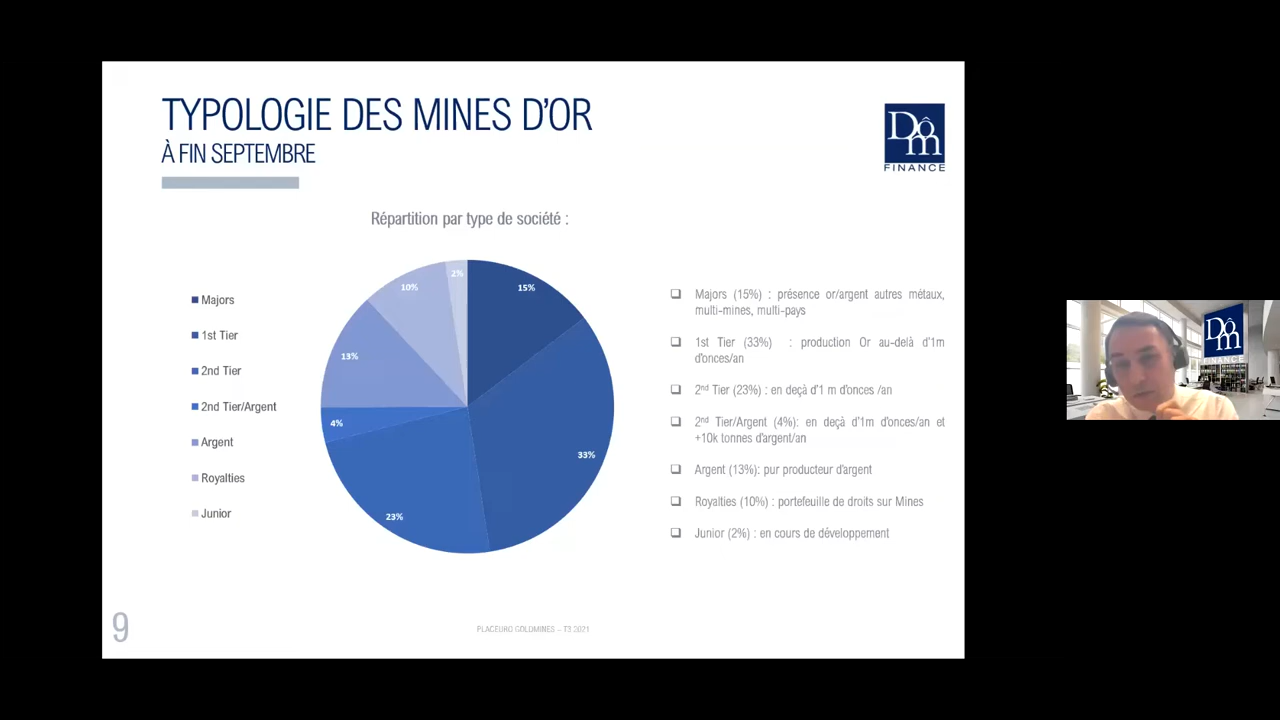 TYPOLOGIE DES MINES D'OR
À FIN SEPTEMBRE
Dôm
FINANCE
Répartition par type de société :
Majors
1st Tier
2nd Tier
2nd Tier/Argent
Argent
Royalties
Junior
2%
10%
15%
13%
4%
33%
23%
❑ Majors (15%) : présence or/argent autres métaux,
multi-mines, multi-pays
❑ 1st Tier (33%) : production Or au-delà d'1m
d'onces/an
❑ 2nd Tier (23%) : en deçà d'1 m d'onces /an
❑ 2nd Tier/Argent (4%): en deçà d'1m d'onces/an et
+10k tonnes d'argent/an
❑ Argent (13%): pur producteur d'argent
❑ Royalties (10%) : portefeuille de droits sur Mines
❑ Junior (2%) : en cours de développement
9
PLACEURO GOLDMINES – T3 2021
Dôm
FINANCE